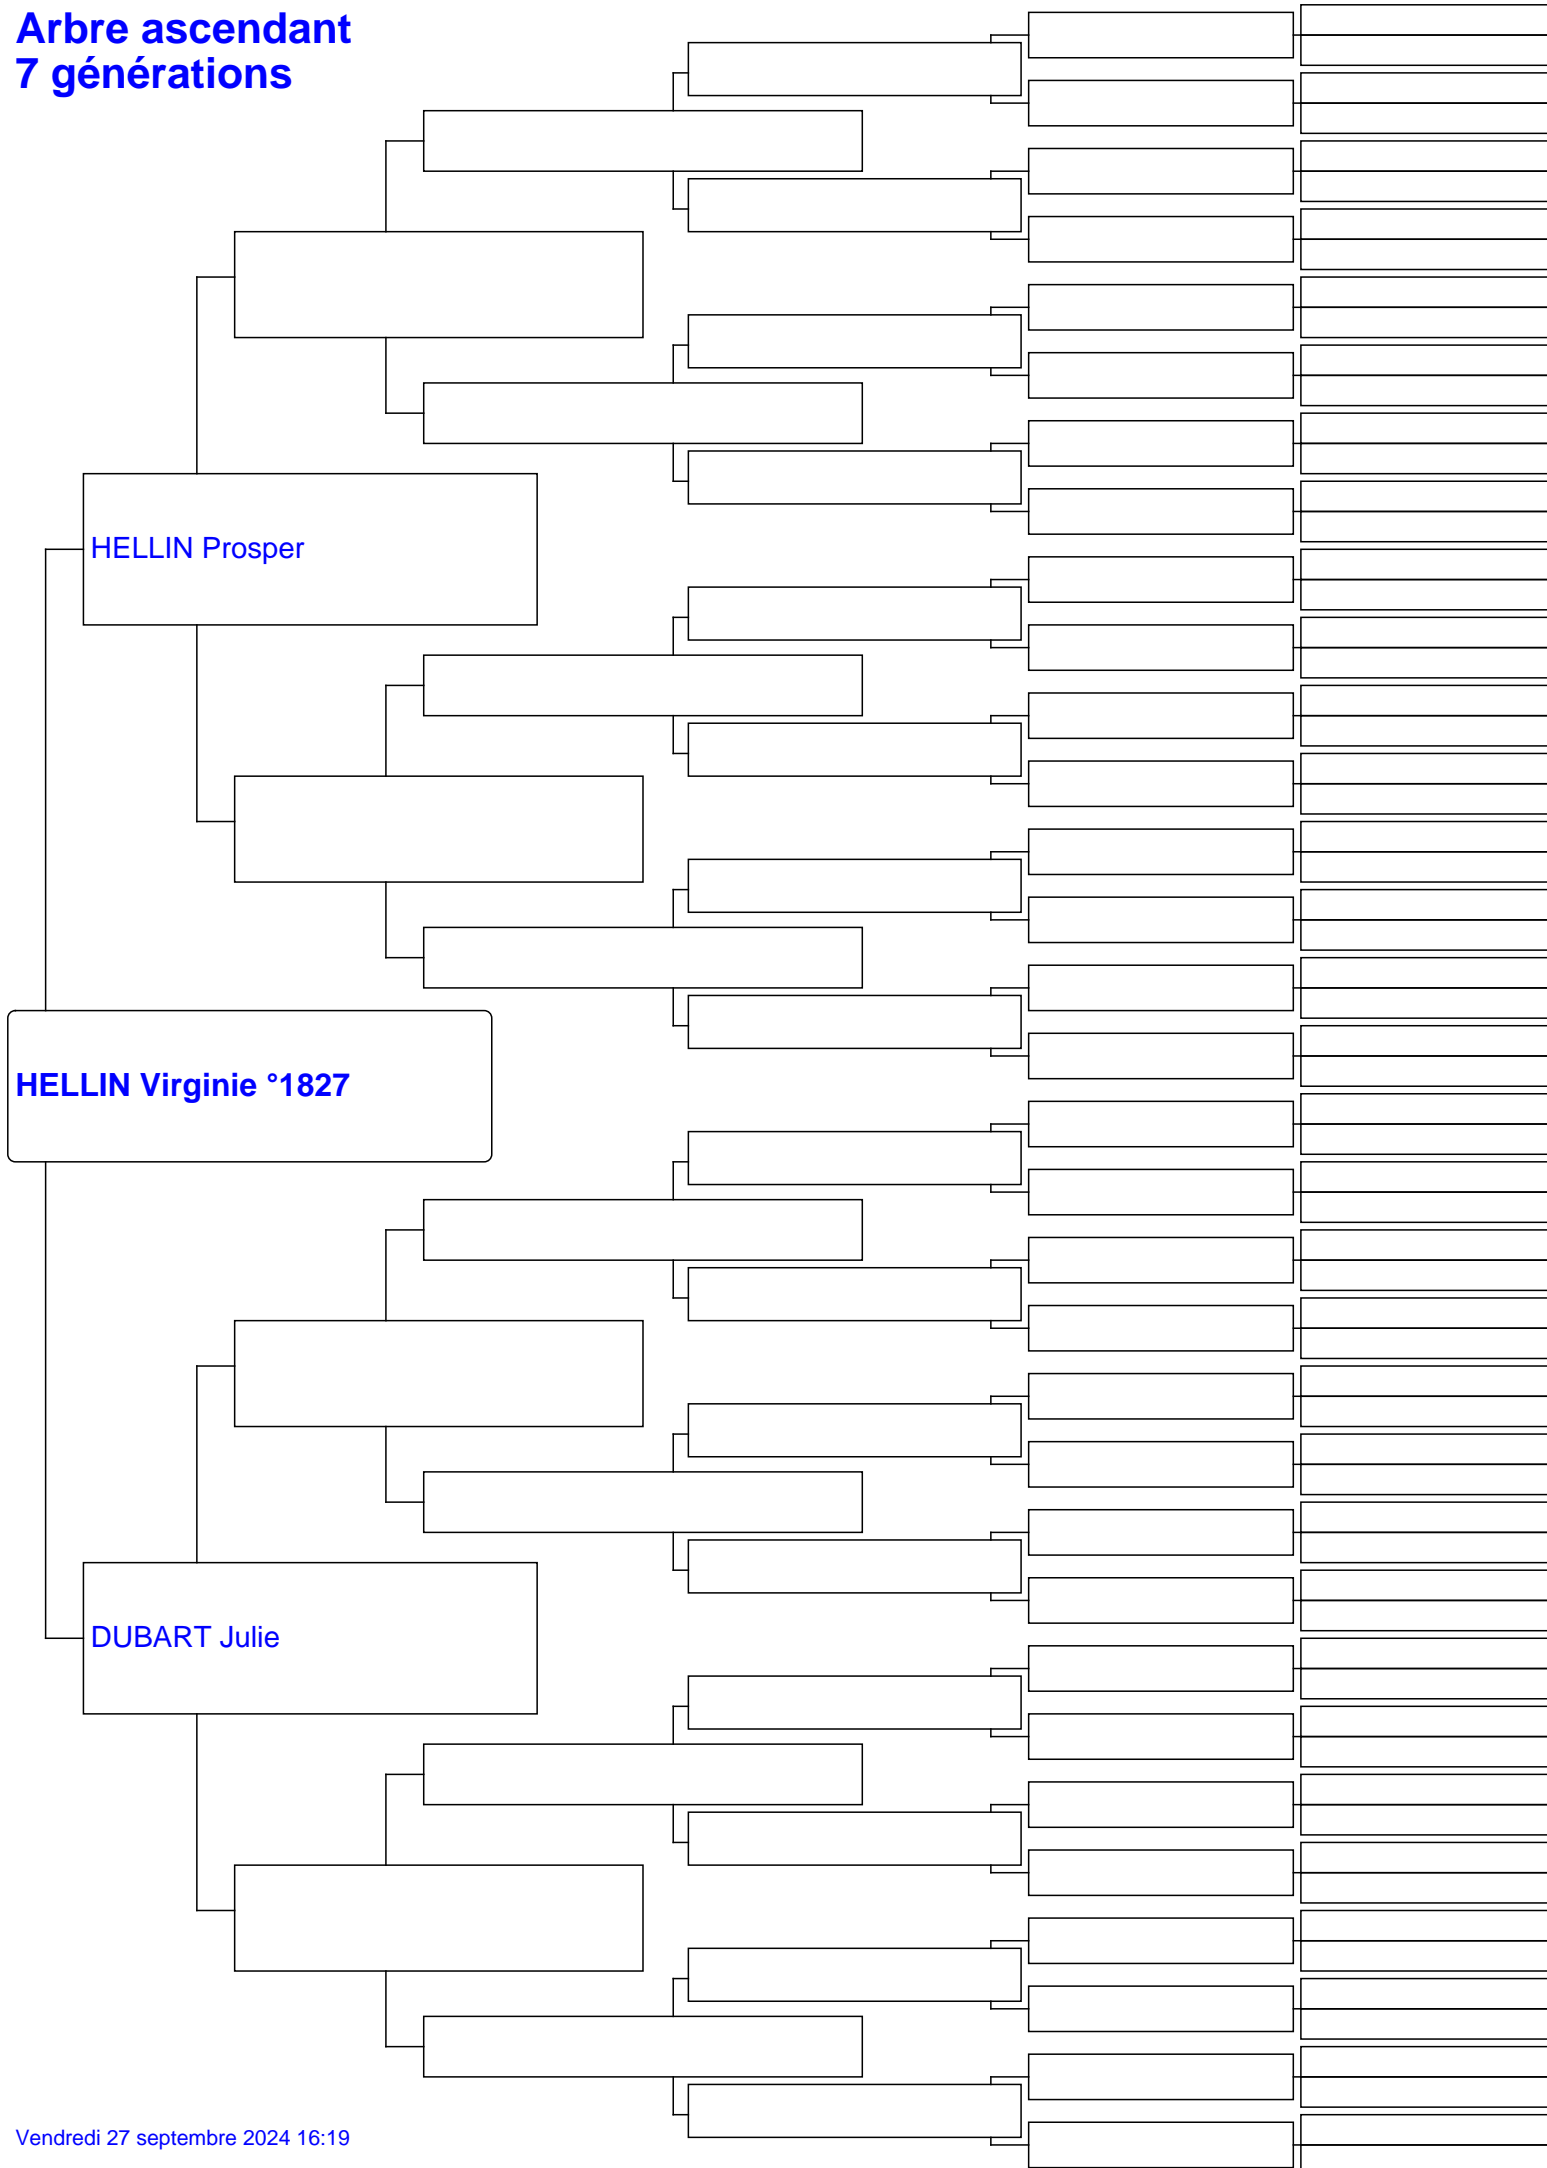 Arbre ascendant
7 générations
HELLIN Prosper
HELLIN Virginie °1827
DUBART Julie
Vendredi 27 septembre 2024 16:19